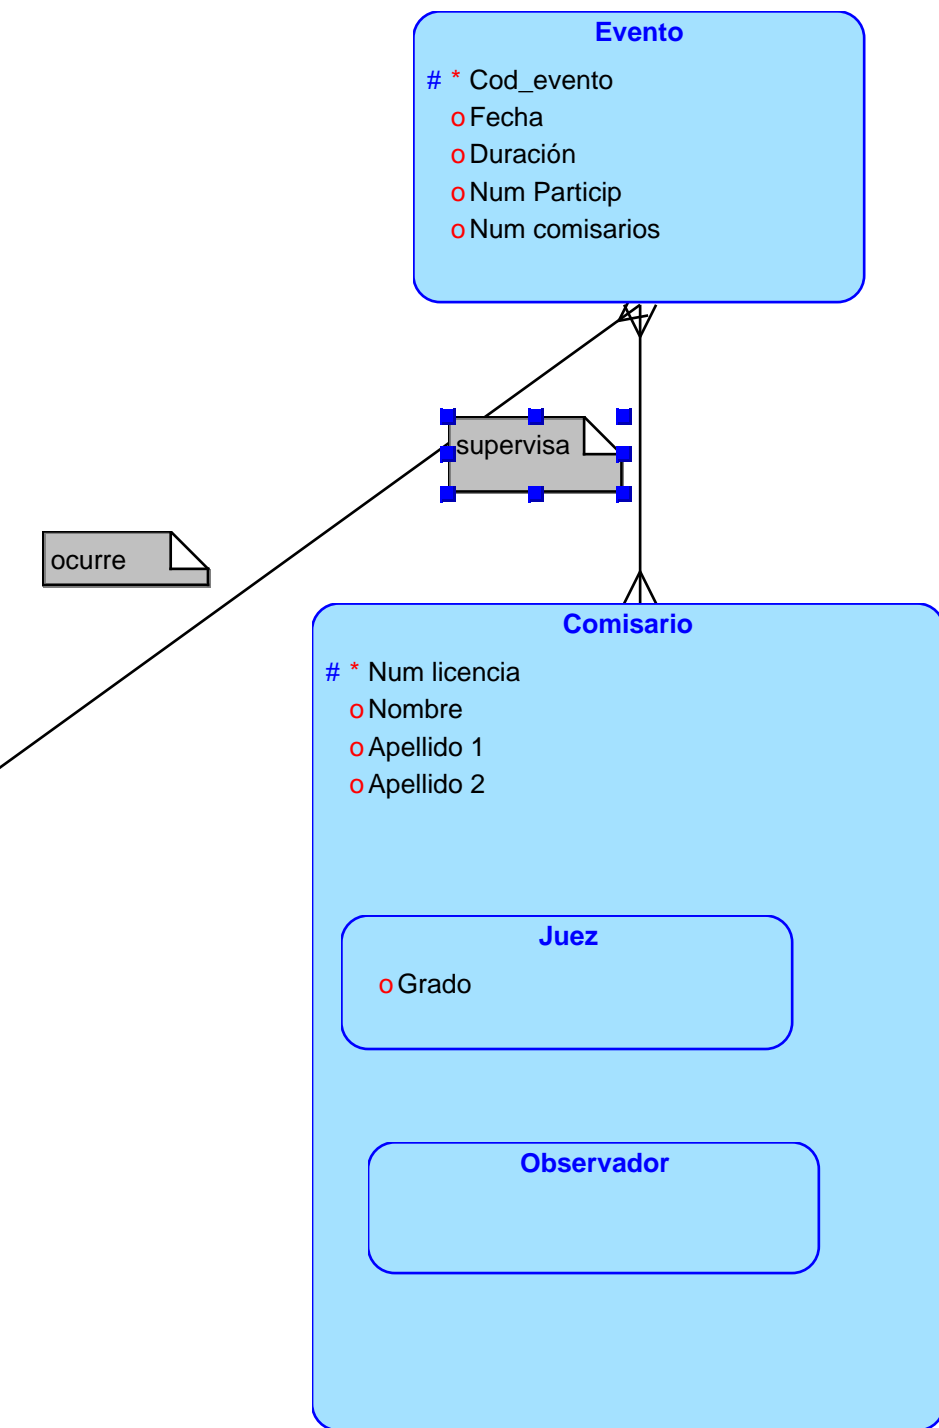 Evento
# * Cod_evento
o Fecha
o Duración
o Num Particip
o Num comisarios
supervisa
ocurre
Comisario
# * Num licencia
o Nombre
o Apellido 1
o Apellido 2
Juez
o Grado
Observador